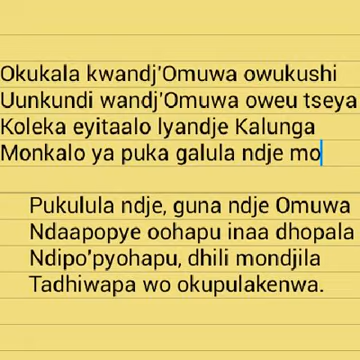 Okukala kwandj'Omuwa owukushi
Uunkundi wandj'Omuwa oweu tseya
Koleka eyitaalo lyandje Kalunga
Monkalo ya puka galula ndje mo
Pukulula ndje, guna ndje Omuwa
Ndaapopye oohapu inaa dhopala
Ndipo'pyohapu, dhili mondjila
Tadhiwapa wo okupulakenwa.